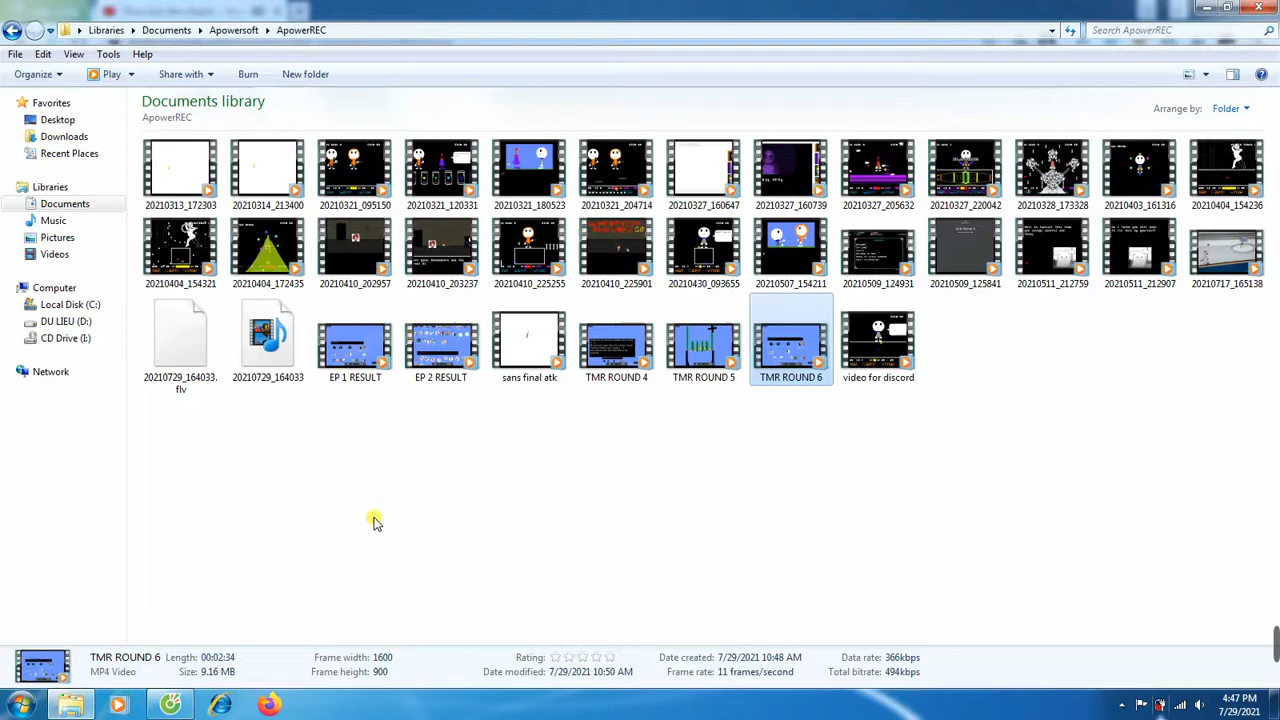 Libraries
Documents
Apowersoft
ApowerREC
Search ApowerREC
File
Edit
View
Tools
Help
Organize
Play
Share with
Burn
New folder
Favorites
Desktop
Downloads
Recent Places
Libraries
Documents
Music
Pictures
Videos
Computer
Local Disk (C:)
DU LIEU (D:)
CD Drive (I:)
Network
Documents library
ApowerREC
Arrange by: Folder
20210313_172303
20210314_213400
20210321_095150
20210321_120331
20210321_180523
20210321_204714
20210327_160647
20210327_160739
20210327_205632
20210327_220042
20210328_173328
20210403_161316
20210404_154236
20210404_154321
20210404_172435
20210410_202957
20210410_203237
20210410_225255
20210410_225901
20210430_093655
20210507_154211
20210509_124931
20210509_125841
20210511_212759
20210511_212907
20210717_165138
20210729_164033.flv
20210729_164033
EP 1 RESULT
EP 2 RESULT
sans final atk
TMR ROUND 4
TMR ROUND 5
TMR ROUND 6
video for discord
TMR ROUND 6
MP4 Video
Length: 00:02:34
Size: 9.16 MB
Frame width: 1600
Frame height: 900
Rating:
Date modified: 7/29/2021 10:50 AM
Date created: 7/29/2021 10:48 AM
Frame rate: 11 frames/second
Data rate: 366kbps
Total bitrate: 494kbps
4:47 PM
7/29/2021